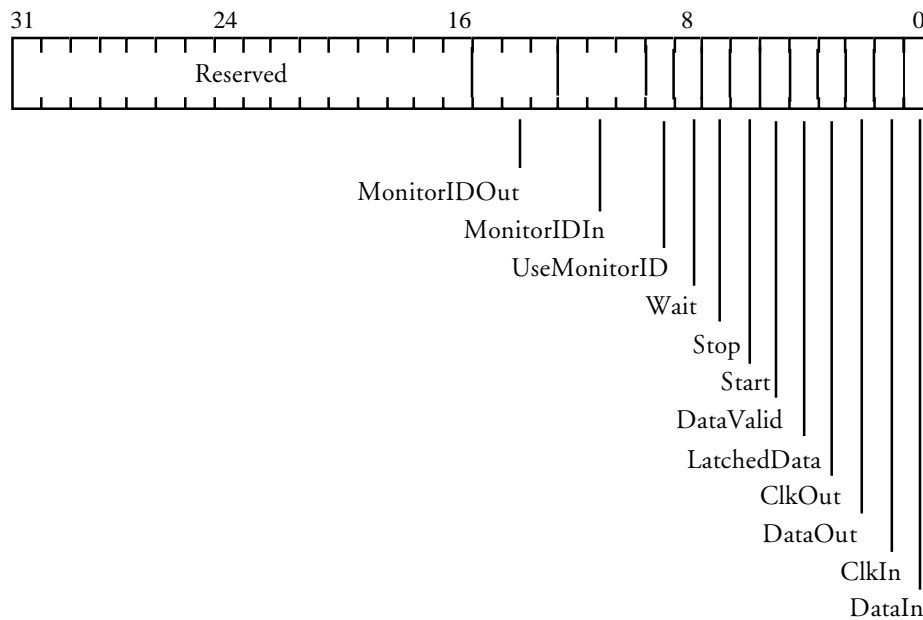 31 24 16 8 0
Reserved
MonitorIDOut
MonitorIDIn
UseMonitorID
Wait
Stop
Start
DataValid
LatchedData
ClkOut
DataOut
ClkIn
DataIn